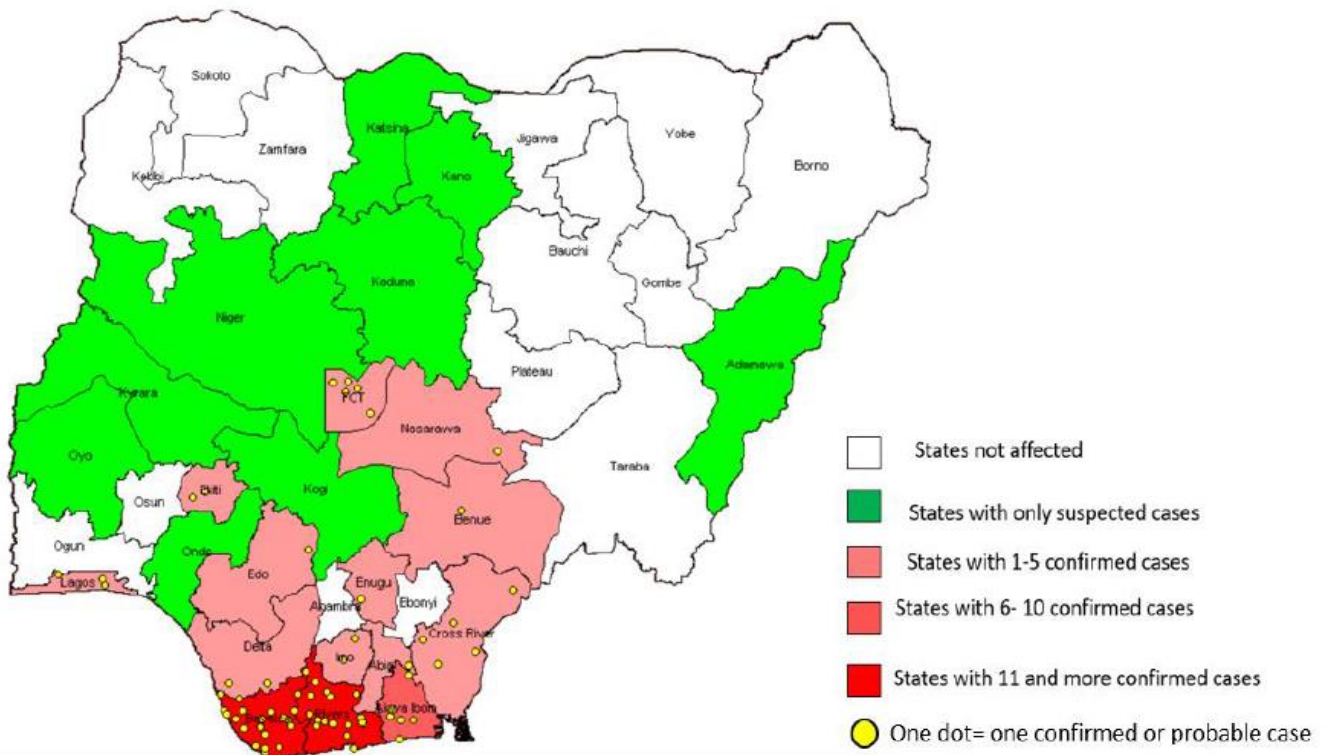 Sokoto
Katsina
Jigawa
Yobe
Zamfara
Borno
Kebbi
Kano
Bauchi
Kaduna
Gombe
Niger
Plateau
Adamawa
Kwara
FCT
Nasarawa
Oyo
Taraba
Kogi
Osun
Benue
Ogun
Ondo
Edo
Enugu
Lagos
Anambra
Ebonyi
Cross River
Delta
Imo
Abia
Rivers
Akwa Ibom
States not affected
States with only suspected cases
States with 1-5 confirmed cases
States with 6- 10 confirmed cases
States with 11 and more confirmed cases
One dot= one confirmed or probable case